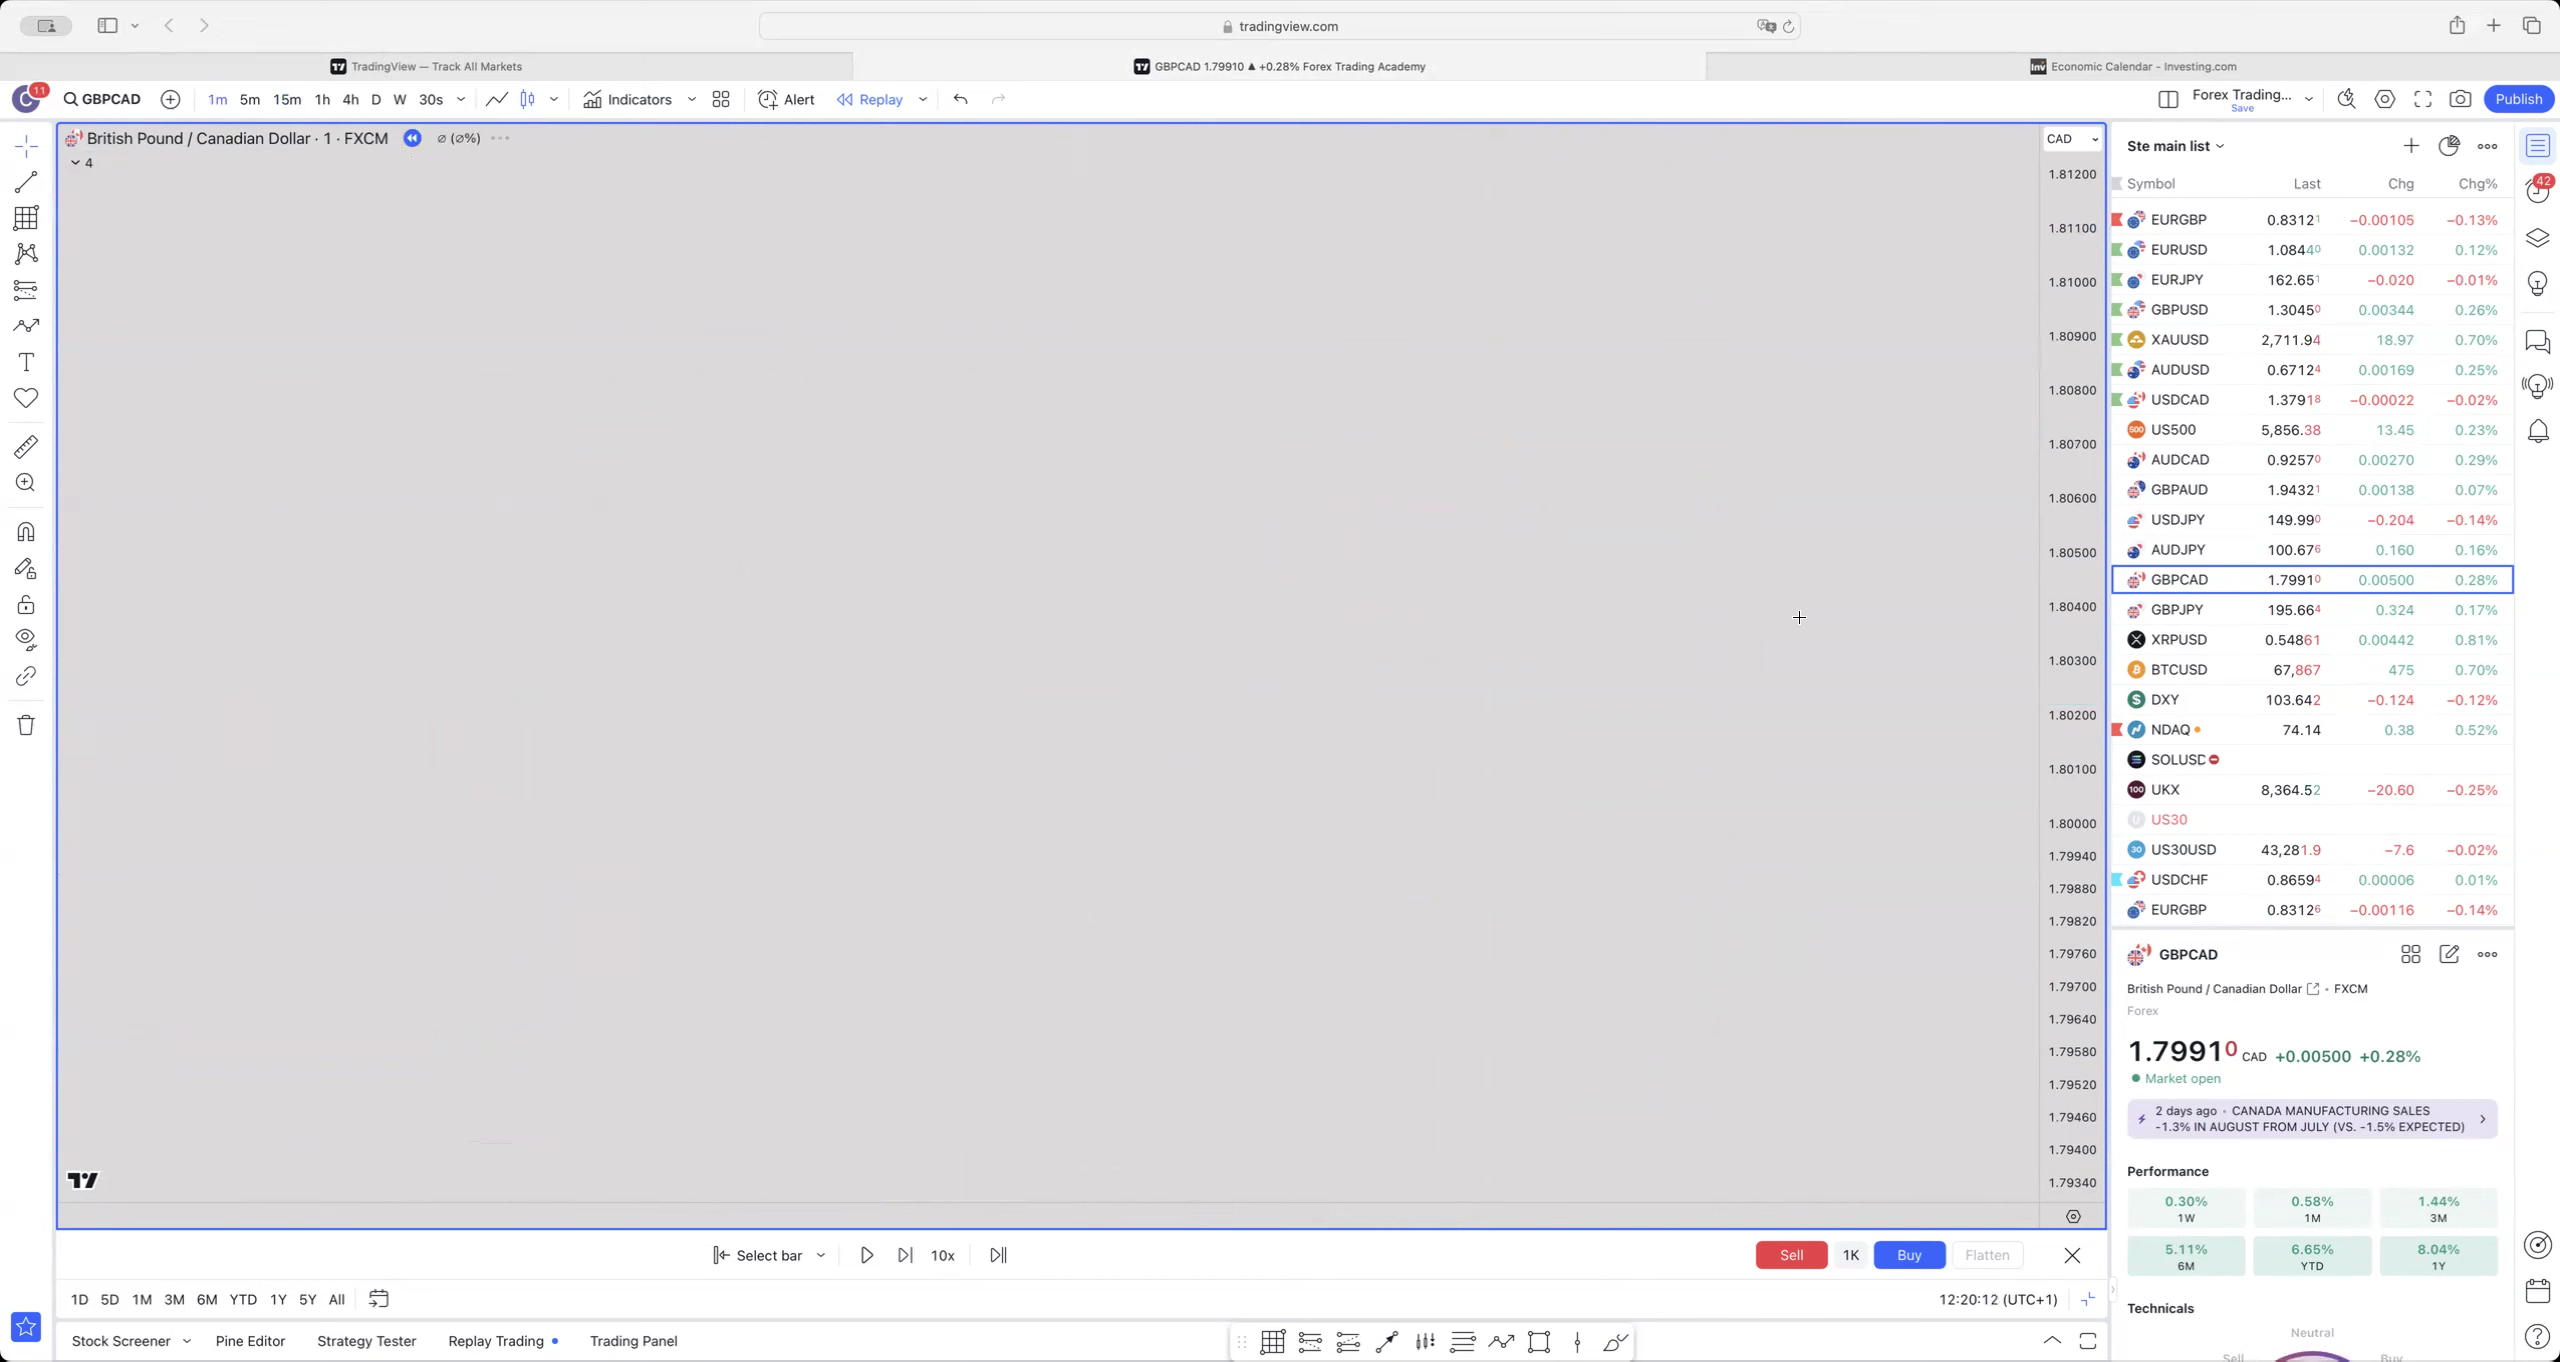 tradingview.com
TradingView — Track All Markets
GBPCAD 1.79910 ▲ +0.28% Forex Trading Academy
Economic Calendar - Investing.com
C 11
GBPCAD
1m 5m 15m 1h 4h D W 30s
Indicators
Alert
Replay
Forex Trading...
Save
Publish
British Pound / Canadian Dollar · 1 · FXCM
∅ (∅%)
4
CAD
1.81200
1.81100
1.81000
1.80900
1.80800
1.80700
1.80600
1.80500
1.80400
1.80300
1.80200
1.80100
1.80000
1.79940
1.79880
1.79820
1.79760
1.79700
1.79640
1.79580
1.79520
1.79460
1.79400
1.79340
Select bar
10x
Sell 1K Buy Flatten
1D 5D 1M 3M 6M YTD 1Y 5Y All
12:20:12 (UTC+1)
Stock Screener Pine Editor Strategy Tester Replay Trading Trading Panel
Ste main list
42
Symbol Last Chg Chg%
EURGBP 0.83121 −0.00105 −0.13%
EURUSD 1.08440 0.00132 0.12%
EURJPY 162.651 −0.020 −0.01%
GBPUSD 1.30450 0.00344 0.26%
XAUUSD 2,711.94 18.97 0.70%
AUDUSD 0.67124 0.00169 0.25%
USDCAD 1.37918 −0.00022 −0.02%
500 US500 5,856.38 13.45 0.23%
AUDCAD 0.92570 0.00270 0.29%
GBPAUD 1.94321 0.00138 0.07%
USDJPY 149.990 −0.204 −0.14%
AUDJPY 100.676 0.160 0.16%
GBPCAD 1.79910 0.00500 0.28%
GBPJPY 195.664 0.324 0.17%
XRPUSD 0.54861 0.00442 0.81%
BTCUSD 67,867 475 0.70%
DXY 103.642 −0.124 −0.12%
NDAQ 74.14 0.38 0.52%
SOLUSD
100 UKX 8,364.52 −20.60 −0.25%
U US30
30 US30USD 43,281.9 −7.6 −0.02%
USDCHF 0.86594 0.00006 0.01%
EURGBP 0.83126 −0.00116 −0.14%
GBPCAD
British Pound / Canadian Dollar • FXCM
Forex
1.79910 CAD +0.00500 +0.28%
Market open
2 days ago · CANADA MANUFACTURING SALES
-1.3% IN AUGUST FROM JULY (VS. -1.5% EXPECTED)
Performance
0.30% 0.58% 1.44%
1W 1M 3M
5.11% 6.65% 8.04%
6M YTD 1Y
Technicals
Neutral
Sell Buy